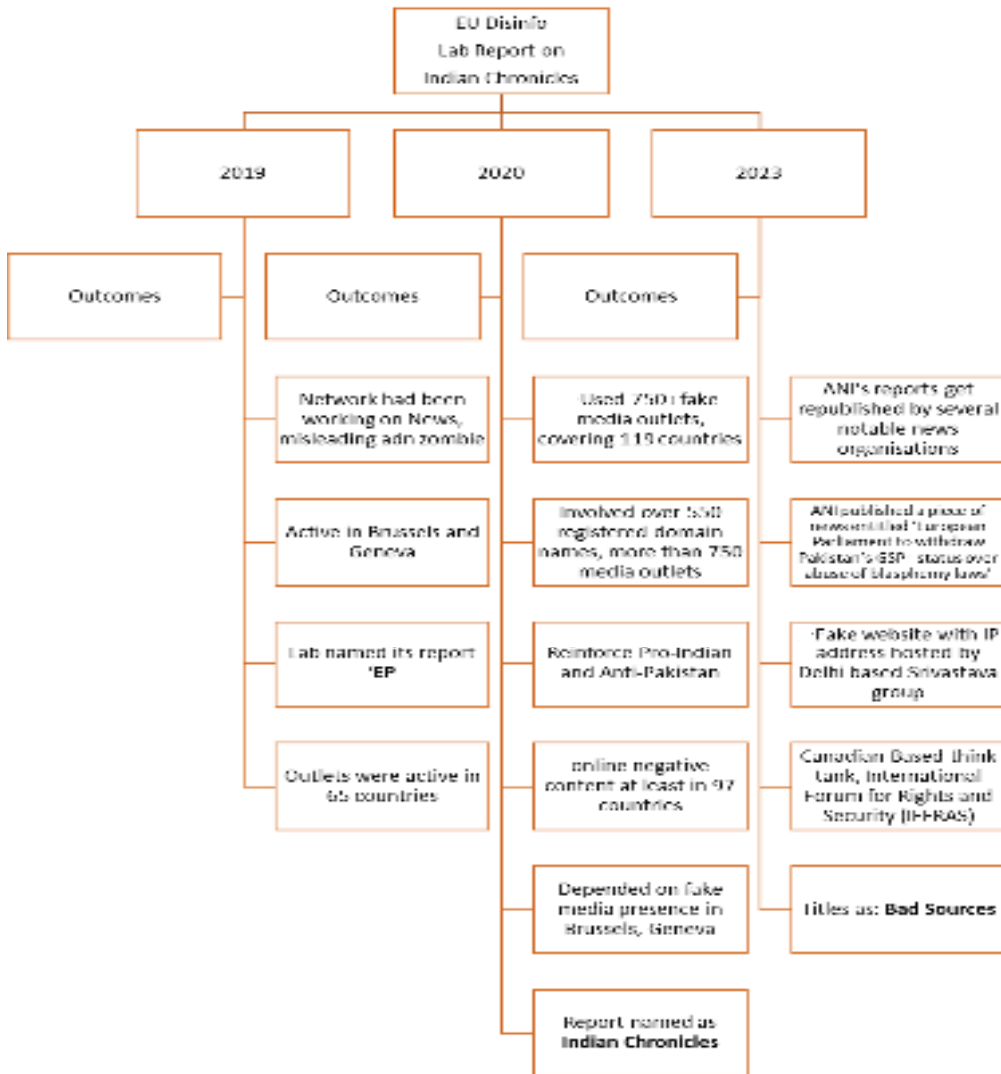 EU Disinfo
Lab Report on
Indian Chronicles
2019
2020
2023
Outcomes
Outcomes
Outcomes
Network had been
working on News,
misleading adn zombie
Active in Brussels and
Geneva
Lab named its report
'EP
Outlets were active in
65 countries
Used 750+ fake
media outlets,
covering 119 countries
Involved over 550
registered domain
names, more than 750
media outlets
Reinforce Pro-Indian
and Anti-Pakistan
online negative
content at least in 97
countries
Depended on fake
media presence in
Brussels, Geneva
Report named as
Indian Chronicles
ANI's reports get
republished by several
notable news
organisations
ANI published a piece of
news entitled 'European
Parliament to withdraw
Pakistan's GSP status over
abuse of blasphemy laws'
Fake website with IP
address hosted by
Delhi based Srivastava
group
Canadian Based think
tank, International
Forum for Rights and
Security (IFFRAS)
Titles as: Bad Sources